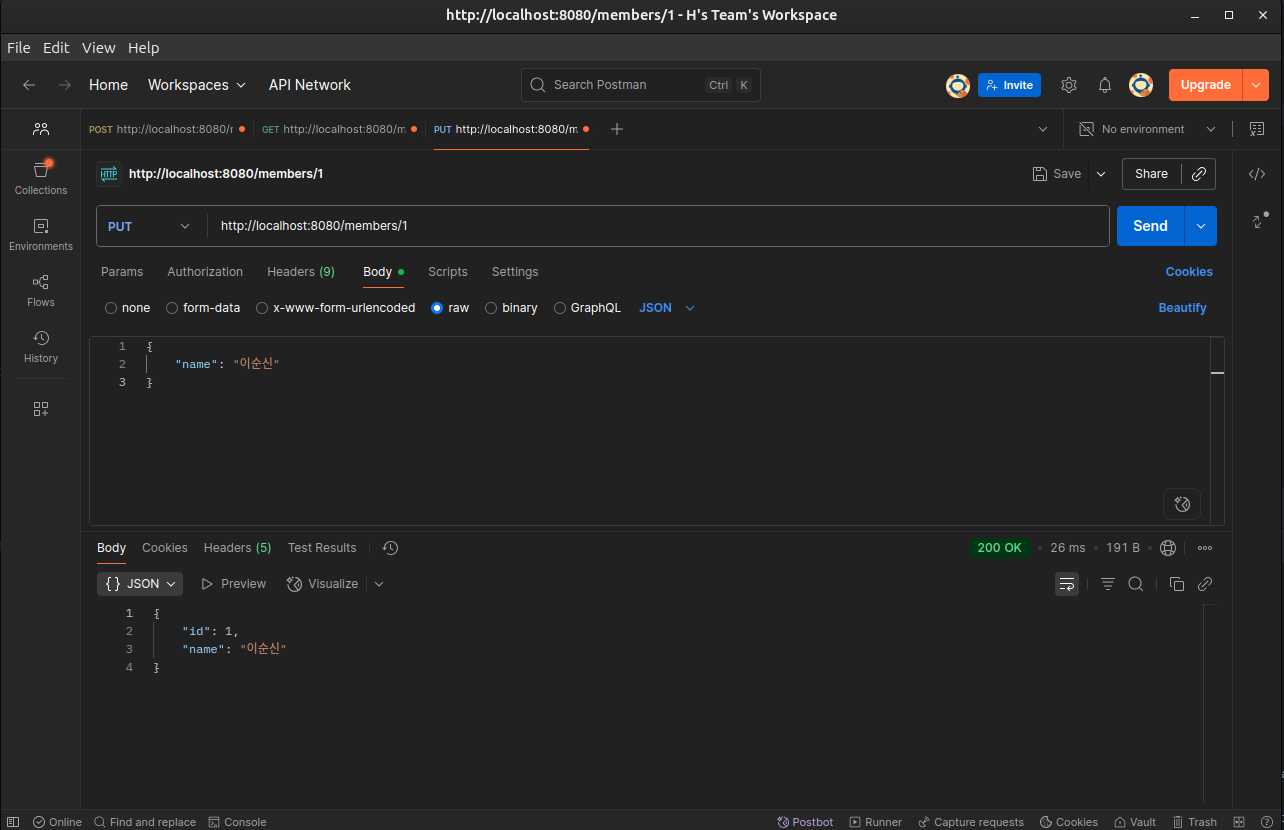 http://localhost:8080/members/1 - H's Team's Workspace
File Edit View Help
Home Workspaces API Network Search Postman Ctrl K Invite Upgrade
POST http://localhost:8080/r GET http://localhost:8080/m PUT http://localhost:8080/m No environment
HTTP http://localhost:8080/members/1 Save Share
Collections
Environments
Flows
History
PUT http://localhost:8080/members/1 Send
Params Authorization Headers (9) Body Scripts Settings Cookies
none form-data x-www-form-urlencoded raw binary GraphQL JSON Beautify
1 {
2 "name": "이순신"
3 }
Body Cookies Headers (5) Test Results 200 OK • 26 ms • 191 B
{} JSON Preview Visualize
1 {
2 "id": 1,
3 "name": "이순신"
4 }
Online Find and replace Console Postbot Runner Capture requests Cookies Vault Trash